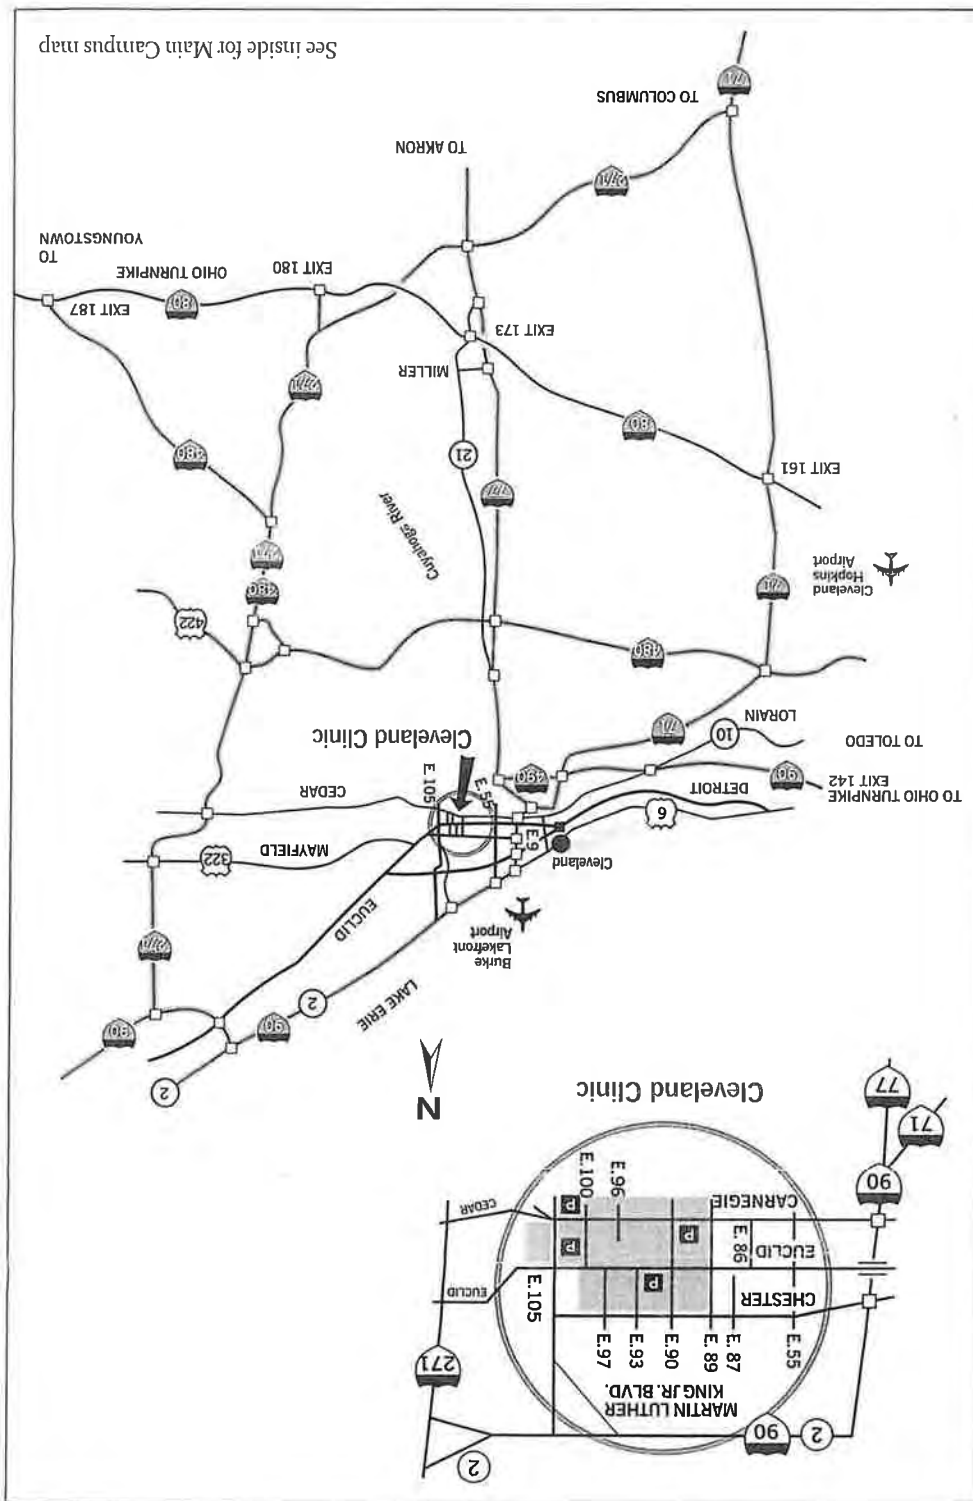 2
90
2
271
MARTIN LUTHER
KING JR. BLVD.
E.55
E. 87
E. 89
E.90
E.93
E.97
E.105
CHESTER
EUCLID
EUCLID
E. 86
CARNEGIE
CEDAR
E.96
E.100
P
P
P
P
90
71
77
Cleveland Clinic
N
2
90
90
2
LAKE ERIE
271
EUCLID
Burke
Lakefront
Airport
322
MAYFIELD
Cleveland
E.9
E.55
E. 105
CEDAR
6
DETROIT
TO OHIO TURNPIKE
EXIT 142
90
490
TO TOLEDO
10
LORAIN
71
Cleveland Clinic
480
422
Cleveland
Hopkins
Airport
71
480
271
Cuyahoga River
EXIT 161
77
21
480
80
MILLER
271
EXIT 173
EXIT 187
80
OHIO TURNPIKE
EXIT 180
TO
YOUNGSTOWN
271
TO AKRON
TO COLUMBUS
71
See inside for Main Campus map